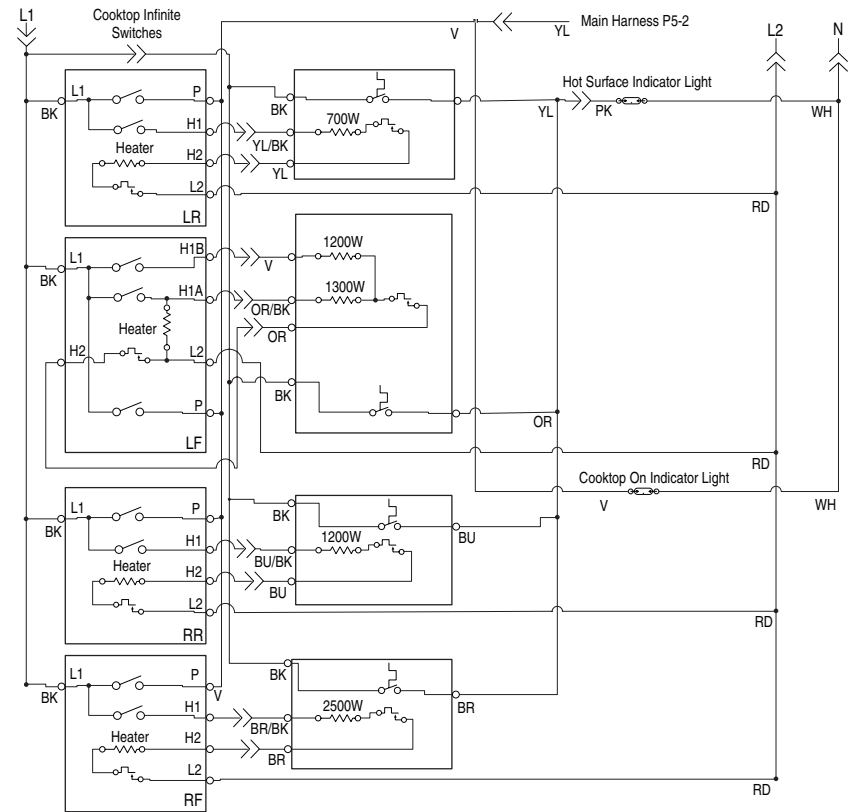 L1
Cooktop Infinite
Switches
V
YL
Main Harness P5-2
L2
N
Hot Surface Indicator Light
L1
P
BK
H1
Heater
H2
L2
LR
YL/BK
YL
BK
700W
YL
PK
WH
RD
L1
H1B
BK
H1A
Heater
H2
L2
P
LF
V
OR/BK
OR
1200W
1300W
BK
OR
RD
Cooktop On Indicator Light
V
WH
L1
P
BK
H1
Heater
H2
L2
RR
BU/BK
BU
BK
1200W
BU
RD
L1
P
BK
V
H1
Heater
H2
L2
RF
BR/BK
BR
BK
2500W
BR
RD